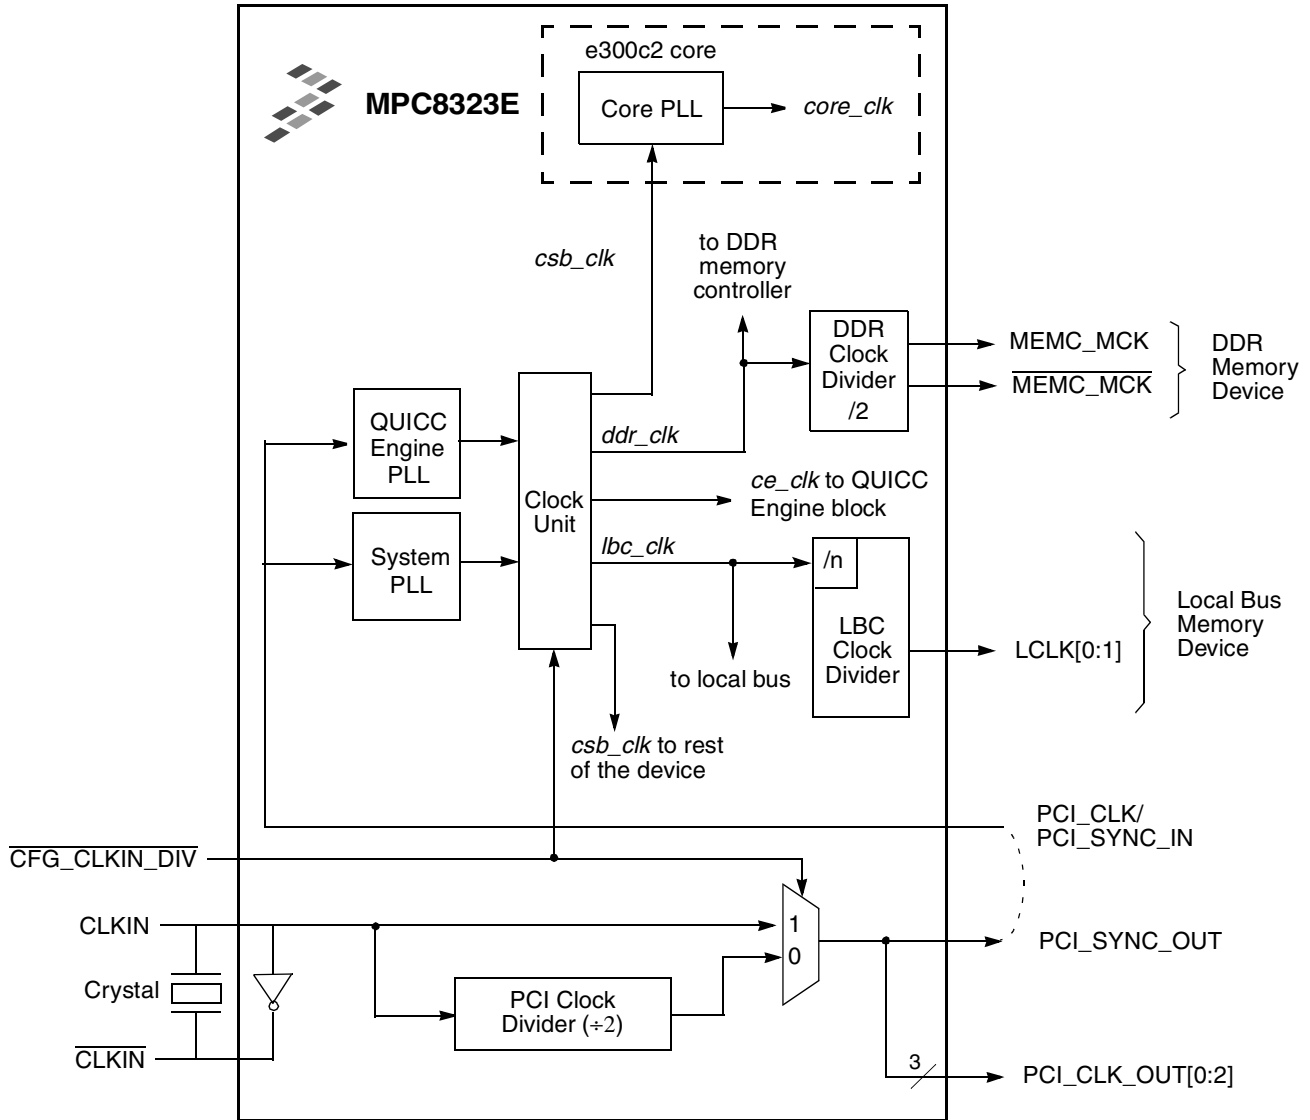 e300c2 core
MPC8323E
Core PLL
core_clk
csb_clk
to DDR
memory
controller
DDR
Clock
Divider
/2
MEMC_MCK
MEMC_MCK
DDR
Memory
Device
QUICC
Engine
PLL
ddr_clk
ce_clk to QUICC
Engine block
Clock
Unit
System
PLL
lbc_clk
/n
LBC
Clock
Divider
LCLK[0:1]
Local Bus
Memory
Device
to local bus
csb_clk to rest
of the device
PCI_CLK/
PCI_SYNC_IN
CFG_CLKIN_DIV
CLKIN
1
0
PCI_SYNC_OUT
Crystal
PCI Clock
Divider (÷2)
CLKIN
3
PCI_CLK_OUT[0:2]